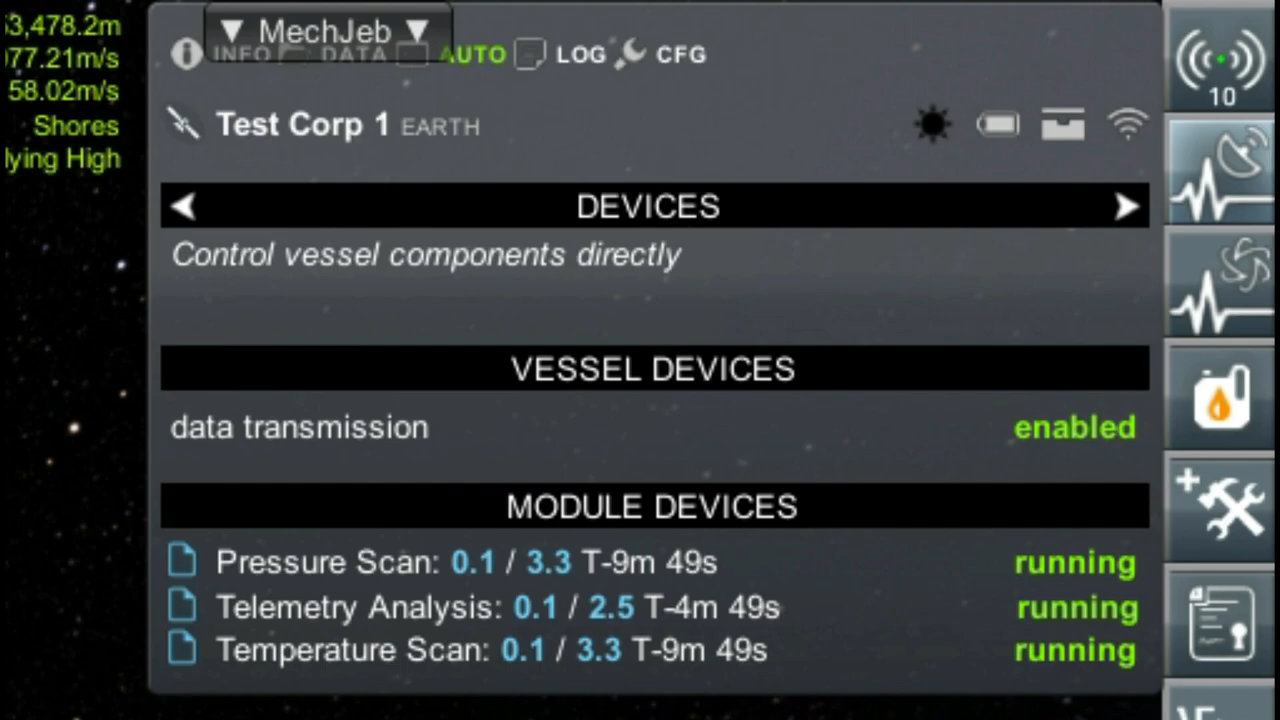 3,478.2m
77.21m/s
58.02m/s
Shores
lying High
▼ MechJeb ▼
INFO DATA AUTO LOG CFG
Test Corp 1 EARTH
DEVICES
Control vessel components directly
VESSEL DEVICES
data transmission enabled
MODULE DEVICES
Pressure Scan: 0.1 / 3.3 T-9m 49s running
Telemetry Analysis: 0.1 / 2.5 T-4m 49s running
Temperature Scan: 0.1 / 3.3 T-9m 49s running
10